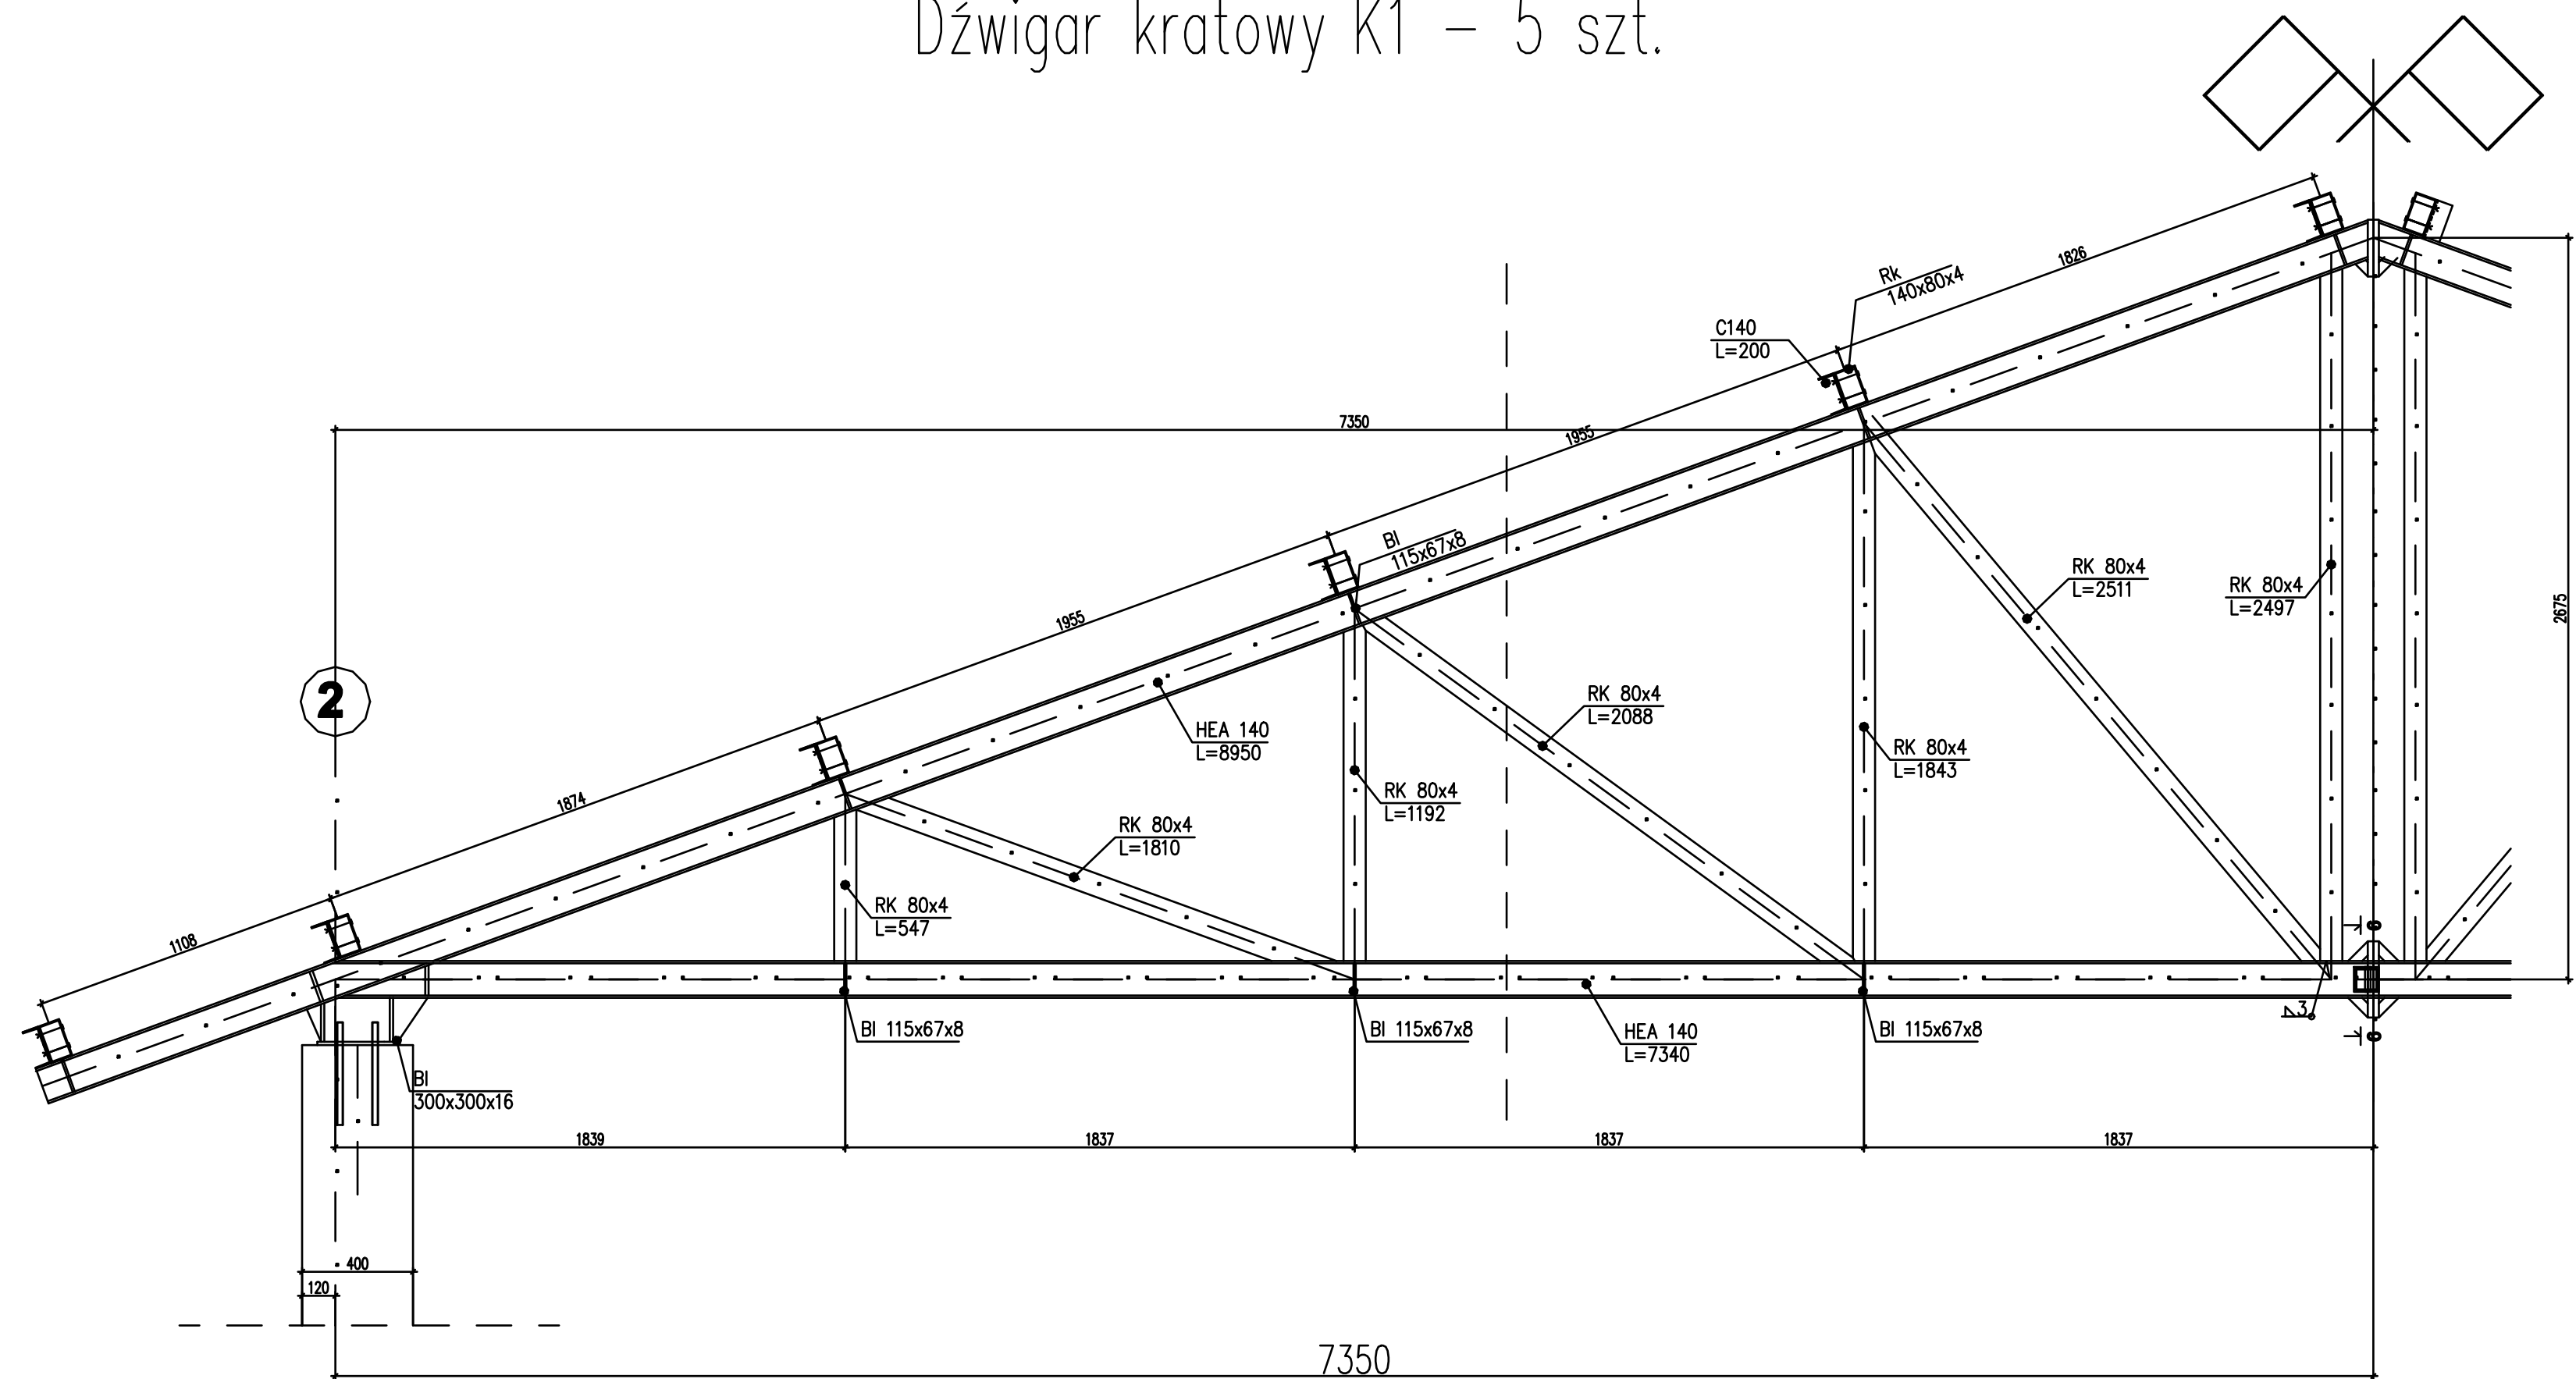 Dźwigar kratowy K1 – 5 szt.
1826
Rk
140x80x4
C140
L=200
7350
1955
Bl
115x67x8
RK 80x4
L=2511
RK 80x4
L=2497
2675
1955
2
RK 80x4
L=2088
HEA 140
L=8950
RK 80x4
L=1843
1874
RK 80x4
L=1192
RK 80x4
L=1810
RK 80x4
L=547
1108
6
3
6
Bl 115x67x8
Bl 115x67x8
HEA 140
L=7340
Bl 115x67x8
Bl
300x300x16
1839
1837
1837
1837
400
120
7350